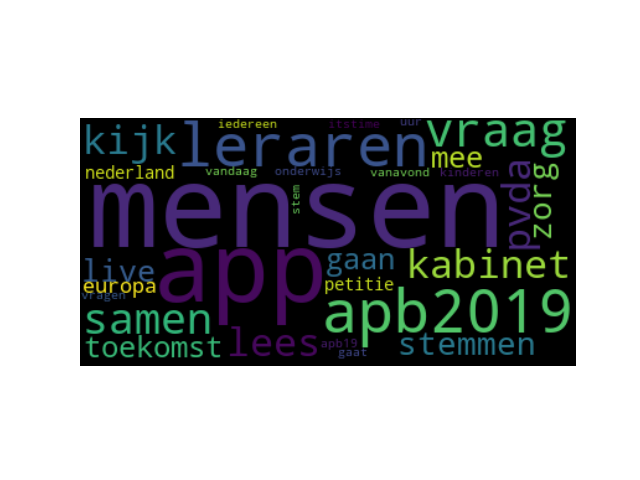 iedereen itstime uur
kijk leraren vraag
mee
nederland vandaag onderwijs vanavond kinderen
mensen stem pvda zorg
app gaan kabinet
live
europa petitie
vragen
samen apb2019
toekomst lees apb19 stemmen
gaat